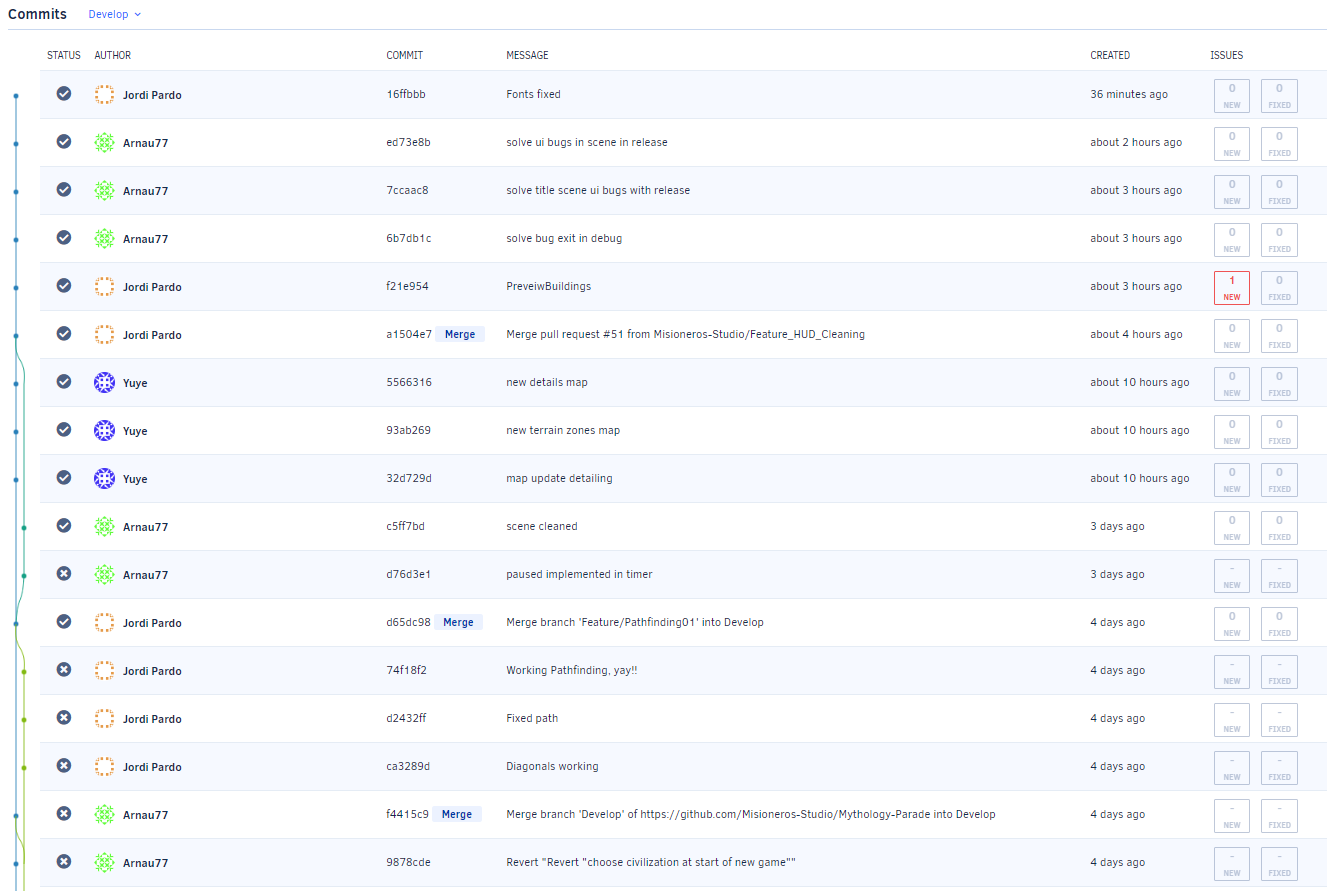 Commits Develop
STATUS AUTHOR COMMIT MESSAGE CREATED ISSUES
Jordi Pardo 16ffbbb Fonts fixed 36 minutes ago 0 NEW 0 FIXED
Arnau77 ed73e8b solve ui bugs in scene in release about 2 hours ago 0 NEW 0 FIXED
Arnau77 7ccaac8 solve title scene ui bugs with release about 3 hours ago 0 NEW 0 FIXED
Arnau77 6b7db1c solve bug exit in debug about 3 hours ago 0 NEW 0 FIXED
Jordi Pardo f21e954 PreveiwBuildings about 3 hours ago 1 NEW 0 FIXED
Jordi Pardo a1504e7 Merge Merge pull request #51 from Misioneros-Studio/Feature_HUD_Cleaning about 4 hours ago 0 NEW 0 FIXED
Yuye 5566316 new details map about 10 hours ago 0 NEW 0 FIXED
Yuye 93ab269 new terrain zones map about 10 hours ago 0 NEW 0 FIXED
Yuye 32d729d map update detailing about 10 hours ago 0 NEW 0 FIXED
Arnau77 c5ff7bd scene cleaned 3 days ago 0 NEW 0 FIXED
Arnau77 d76d3e1 paused implemented in timer 3 days ago - NEW - FIXED
Jordi Pardo d65dc98 Merge Merge branch 'Feature/Pathfinding01' into Develop 4 days ago 0 NEW 0 FIXED
Jordi Pardo 74f18f2 Working Pathfinding, yay!! 4 days ago - NEW - FIXED
Jordi Pardo d2432ff Fixed path 4 days ago - NEW - FIXED
Jordi Pardo ca3289d Diagonals working 4 days ago - NEW - FIXED
Arnau77 f4415c9 Merge Merge branch 'Develop' of https://github.com/Misioneros-Studio/Mythology-Parade into Develop 4 days ago - NEW - FIXED
Arnau77 9878cde Revert "Revert "choose civilization at start of new game"" 4 days ago - NEW - FIXED